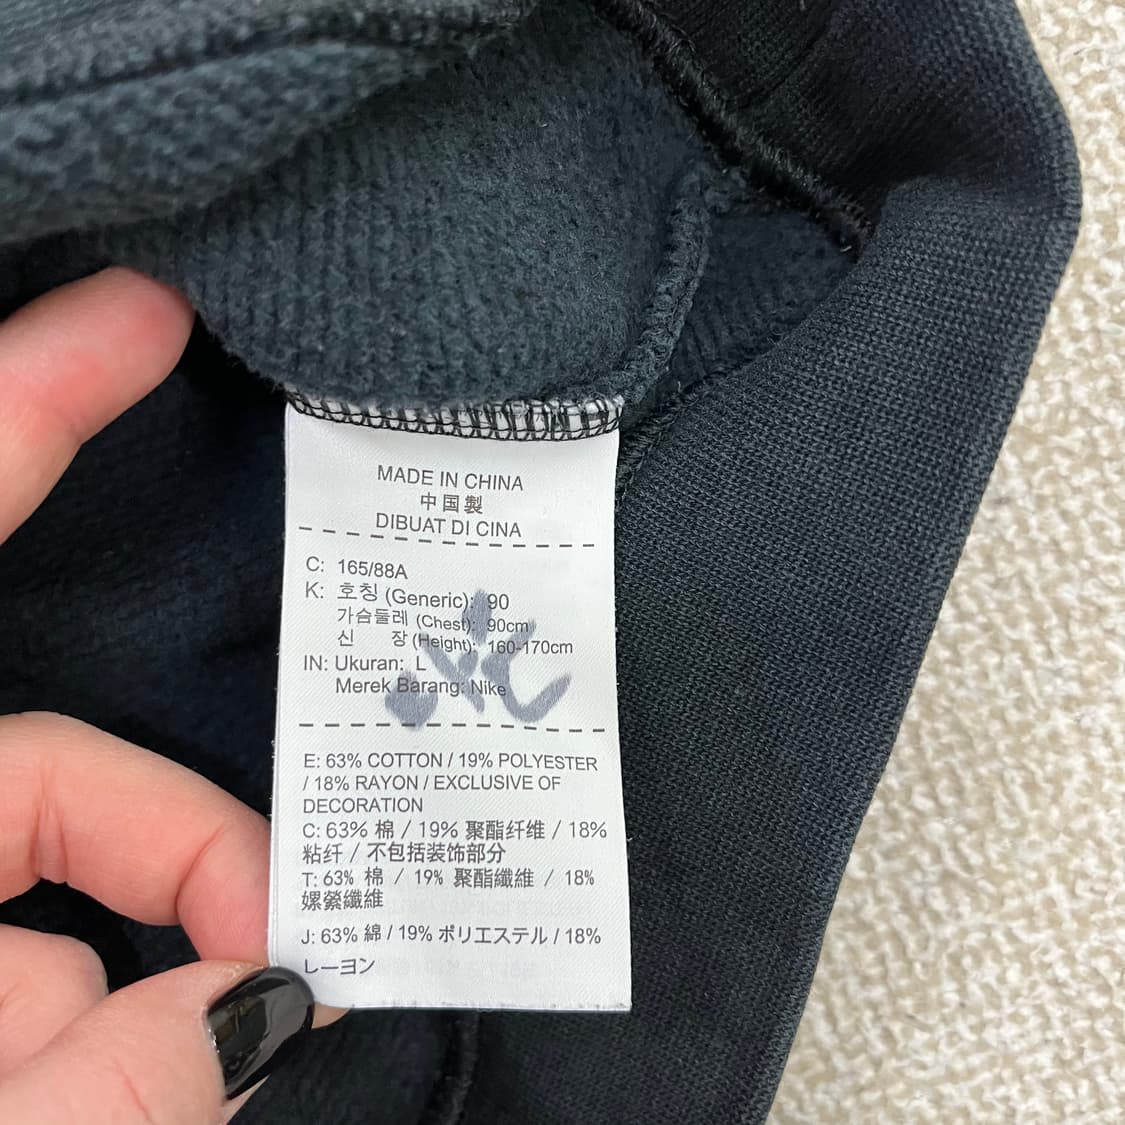 MADE IN CHINA
中国製
DIBUAT DI CINA
C: 165/88A
K: 호칭 (Generic): 90
가슴둘레 (Chest): 90cm
신 장 (Height): 160-170cm
IN: Ukuran: L
Merek Barang: Nike
E: 63% COTTON / 19% POLYESTER
/ 18% RAYON / EXCLUSIVE OF
DECORATION
C: 63% 棉 / 19% 聚酯纤维 / 18%
粘纤 / 不包括装饰部分
T: 63% 棉 / 19% 聚酯纖維 / 18%
嫘縈纖維
J: 63% 綿 / 19% ポリエステル / 18%
レーヨン